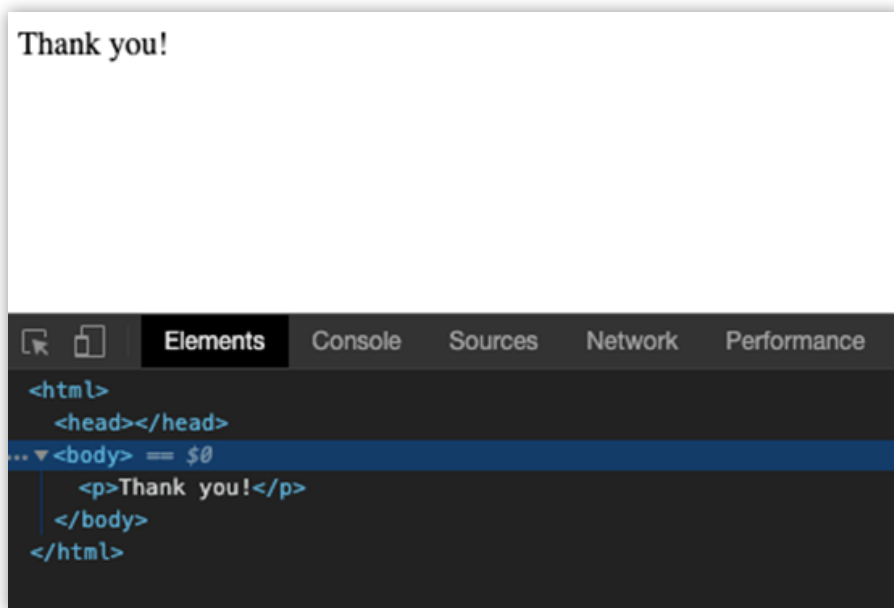 Thank you!
Elements Console Sources Network Performance
<html>
<head></head>
... ▼<body> == $0
<p>Thank you!</p>
</body>
</html>